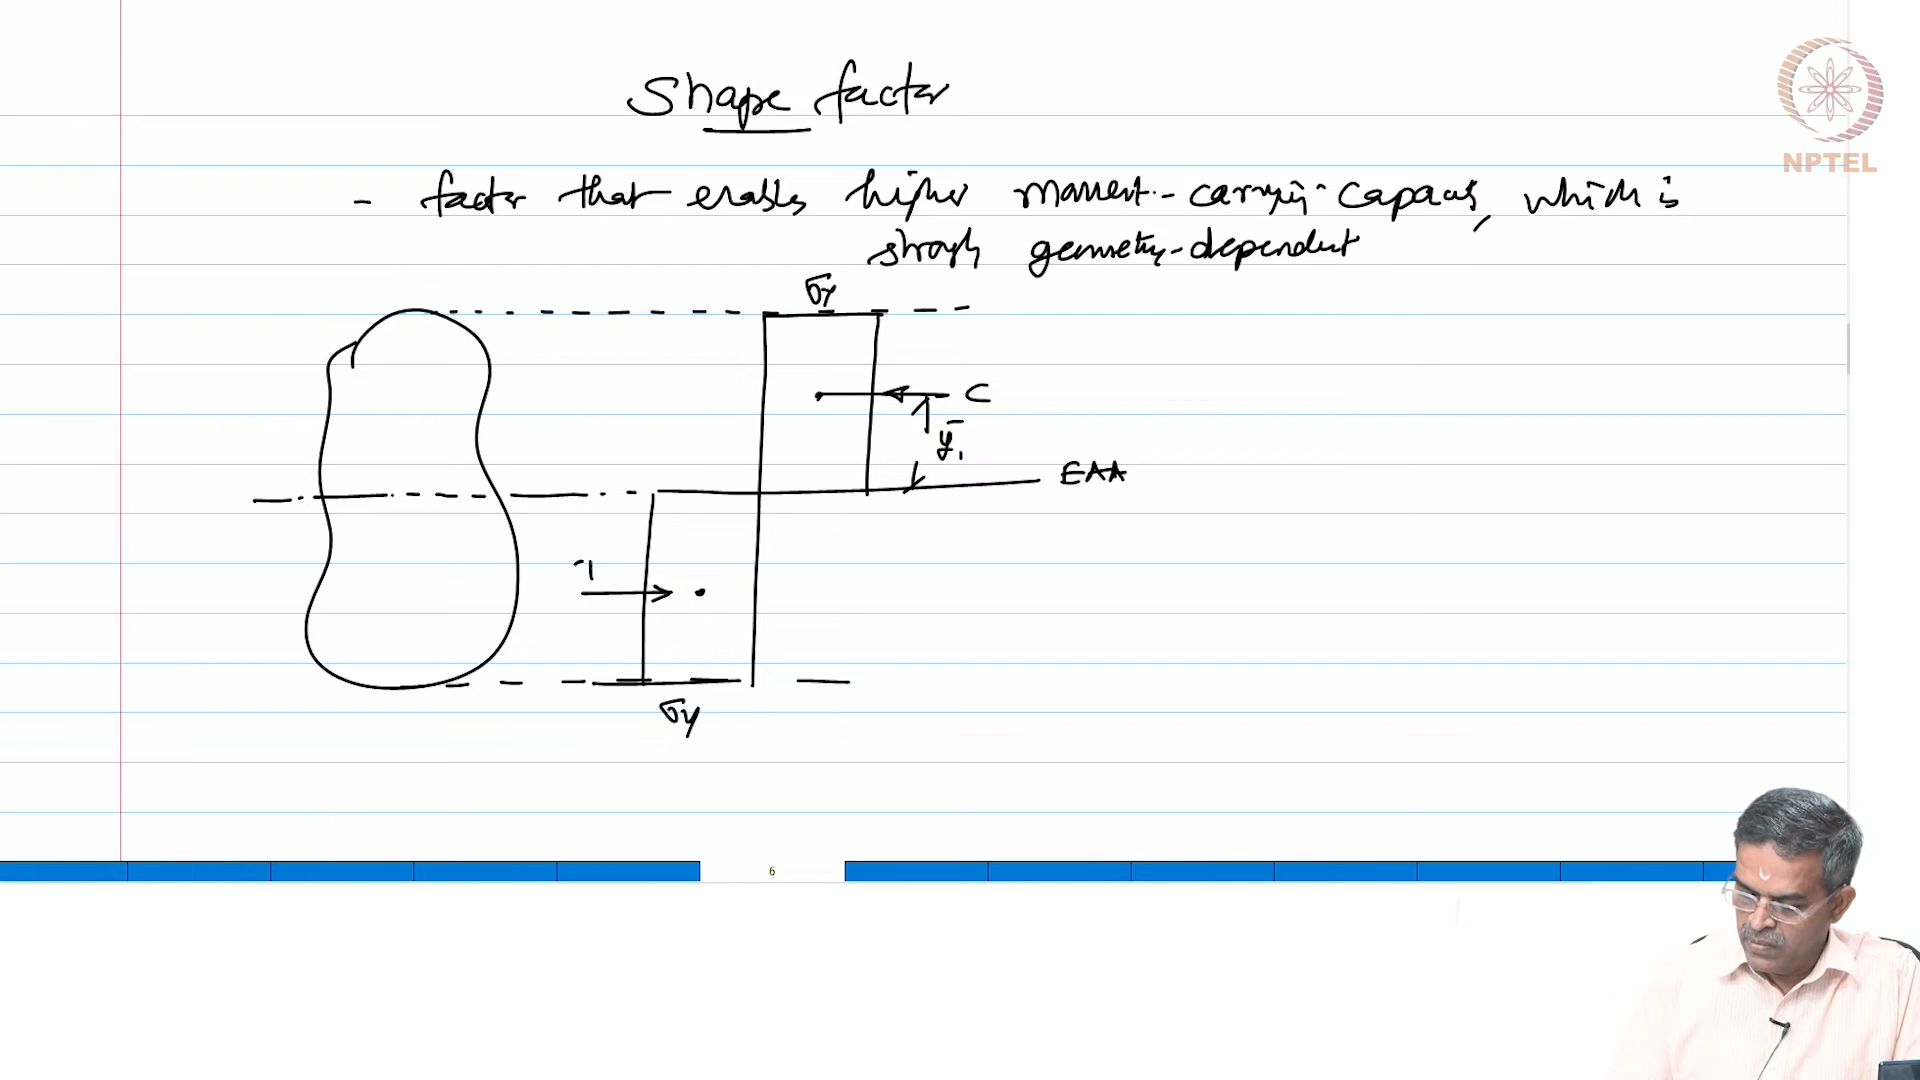 Shape factor
NPTEL
- factor that enables higher moment-carrying-capacity, which is
strongly geometry-dependent
σy
C
ȳ1
EAA
T
σy
6